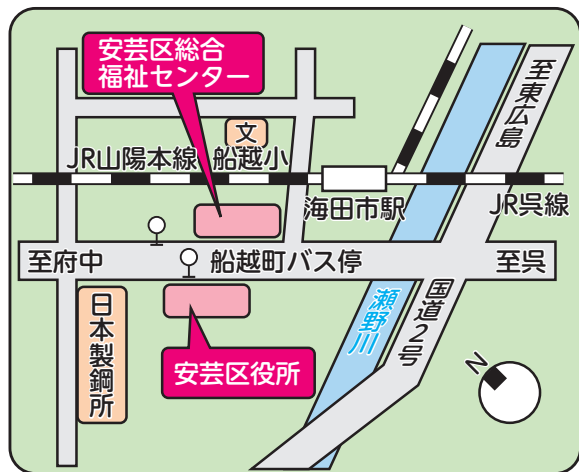 安芸区総合
福祉センター
至東広島
文
JR山陽本線
船越小
海田市駅
JR呉線
至府中
船越町バス停
至呉
日本製鋼所
瀬野川
国道2号
安芸区役所
N